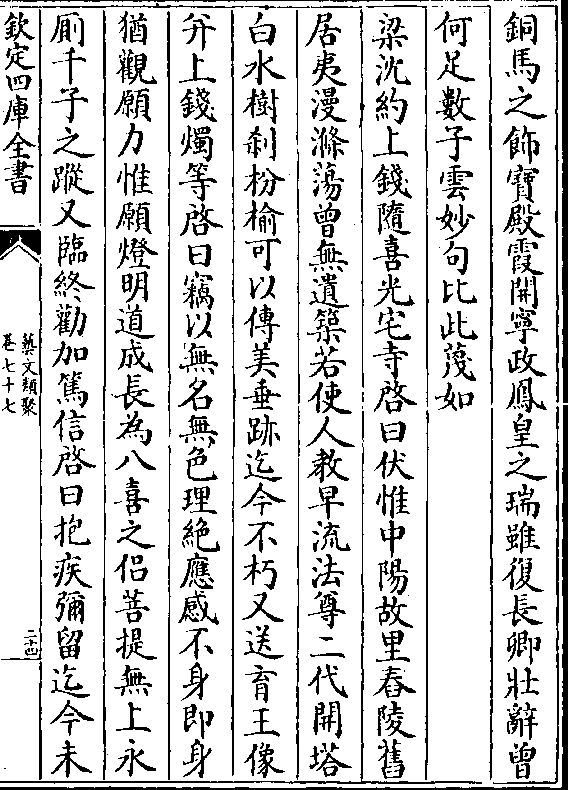 銅馬之飾寶殿霞開寧政鳳皇之瑞雖復長卿壯辭曾
何足數子雲妙句比此蔑如
梁沈約上錢隨喜光宅寺啓曰伏惟中陽故里舂陵舊
居夷漫滌蕩曾無遺築若使人教早流法尊二代開塔
白水樹刹枌榆可以傳美垂跡迄今不朽又送育王像
并上錢燭等啓曰竊以無名無色理絶應感不身即身
猶觀願力惟願燈明道成長為八喜之侣菩提無上永
厠千子之蹤又臨終勸加篤信啓曰抱疾彌留迄今未
欽定四庫全書
藝文類聚
卷七十七
二十四